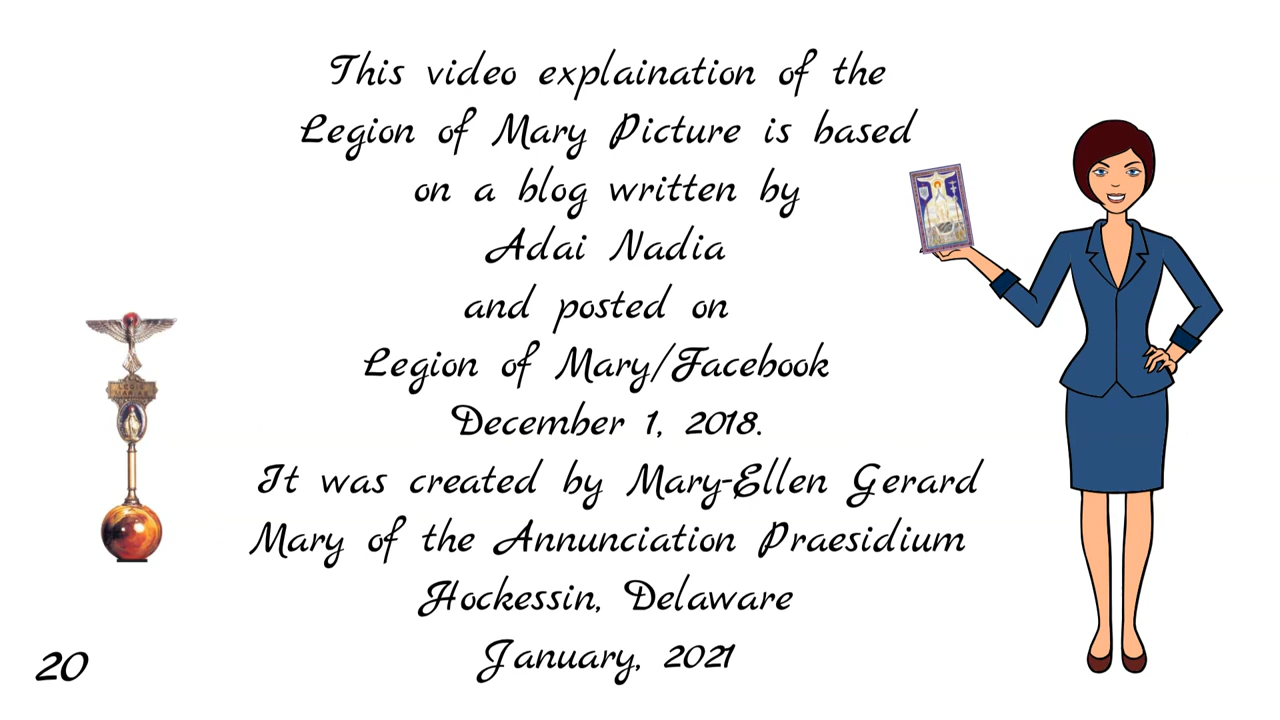 This video explaination of the
Legion of Mary Picture is based
on a blog written by
Adai Nadia
and posted on
Legion of Mary/Facebook
December 1, 2018.
It was created by Mary-Ellen Gerard
Mary of the Annunciation Praesidium
Hockessin, Delaware
January, 2021
LEGIO
MARIAE
20